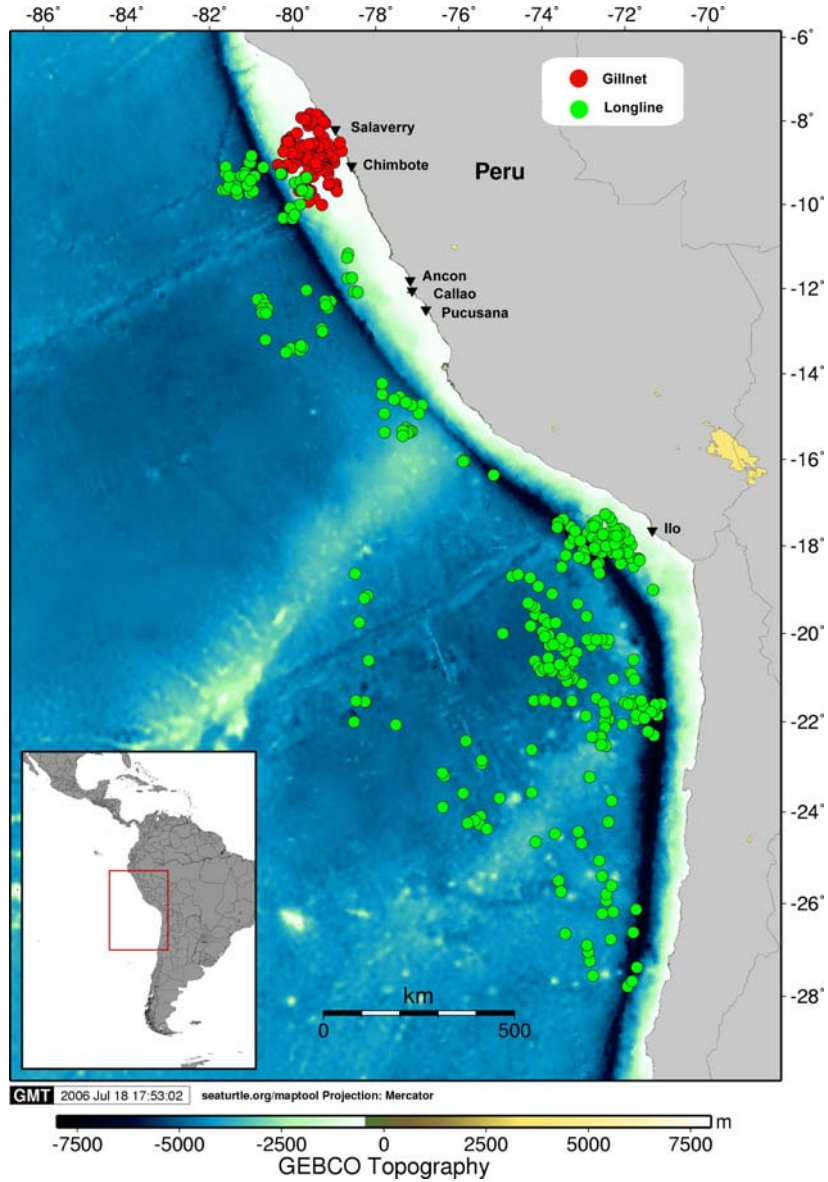 -86° -84° -82° -80° -78° -76° -74° -72° -70°
-6°
-8°
-10°
-12°
-14°
-16°
-18°
-20°
-22°
-24°
-26°
-28°
Gillnet
Longline
Salaverry
Chimbote
Peru
Ancon
Callao
Pucusana
Ilo
km
0 500
GMT 2006 Jul 18 17:53:02 seaturtle.org/maptool Projection: Mercator
-7500 -5000 -2500 0 2500 5000 7500 m
GEBCO Topography